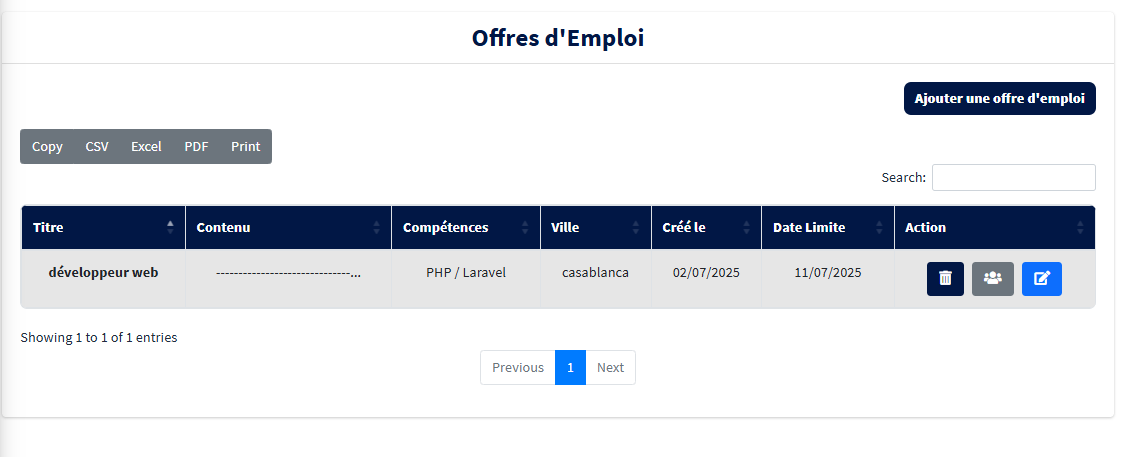 Offres d'Emploi
Ajouter une offre d'emploi
Copy CSV Excel PDF Print
Search:
Titre Contenu Compétences Ville Créé le Date Limite Action
développeur web -------------------------------... PHP / Laravel casablanca 02/07/2025 11/07/2025
Showing 1 to 1 of 1 entries
Previous 1 Next